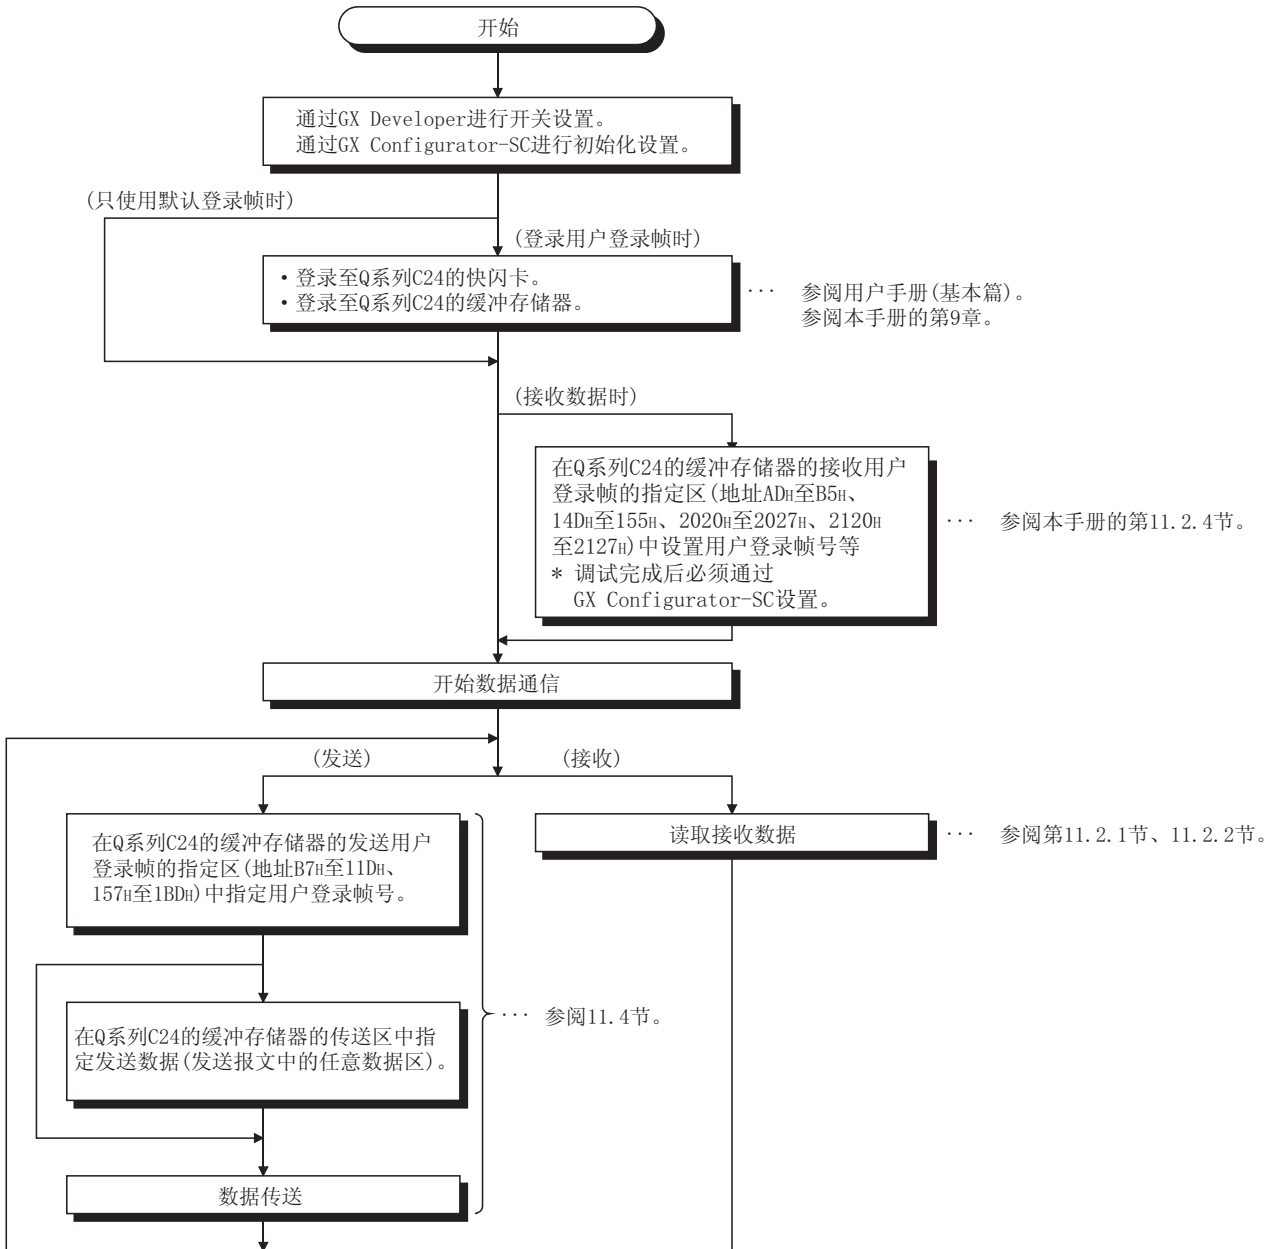 开始
通过GX Developer进行开关设置。
通过GX Configurator-SC进行初始化设置。
(只使用默认登录帧时)
(登录用户登录帧时)
・登录至Q系列C24的快闪卡。
・登录至Q系列C24的缓冲存储器。
··· 参阅用户手册(基本篇)。
参阅本手册的第9章。
(接收数据时)
在Q系列C24的缓冲存储器的接收用户
登录帧的指定区(地址ADH至B5H、
14DH至155H、2020H至2027H、2120H
至2127H)中设置用户登录帧号等
* 调试完成后必须通过
GX Configurator-SC设置。
··· 参阅本手册的第11.2.4节。
开始数据通信
(发送)
(接收)
在Q系列C24的缓冲存储器的发送用户
登录帧的指定区(地址B7H至11DH、
157H至1BDH)中指定用户登录帧号。
读取接收数据
··· 参阅第11.2.1节、11.2.2节。
在Q系列C24的缓冲存储器的传送区中指
定发送数据(发送报文中的任意数据区)。
··· 参阅11.4节。
数据传送